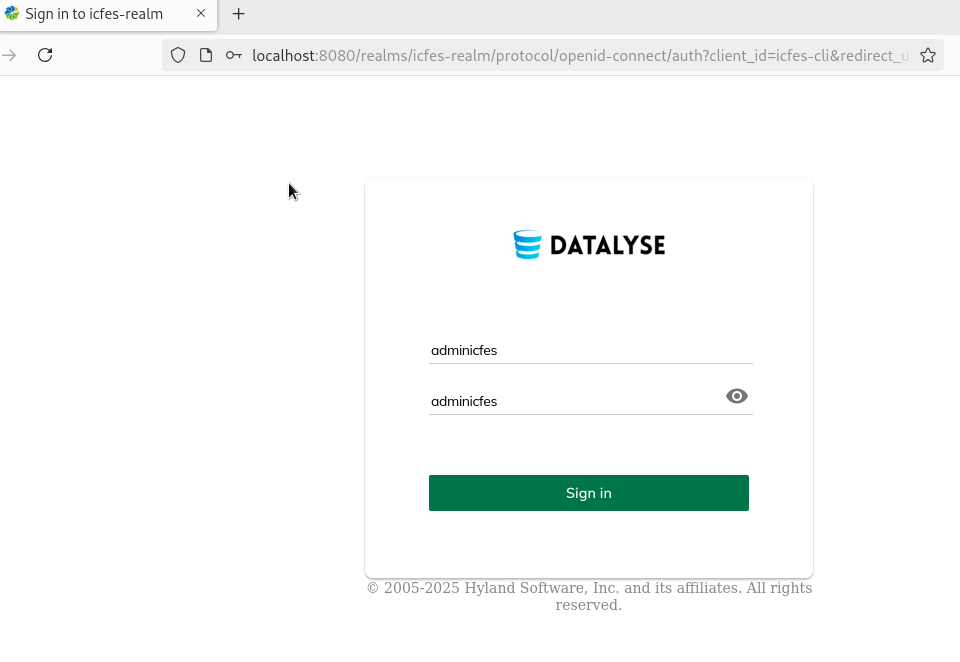 Sign in to icfes-realm
localhost:8080/realms/icfes-realm/protocol/openid-connect/auth?client_id=icfes-cli&redirect_u
DATALYSE
adminicfes
adminicfes
Sign in
© 2005-2025 Hyland Software, Inc. and its affiliates. All rights
reserved.